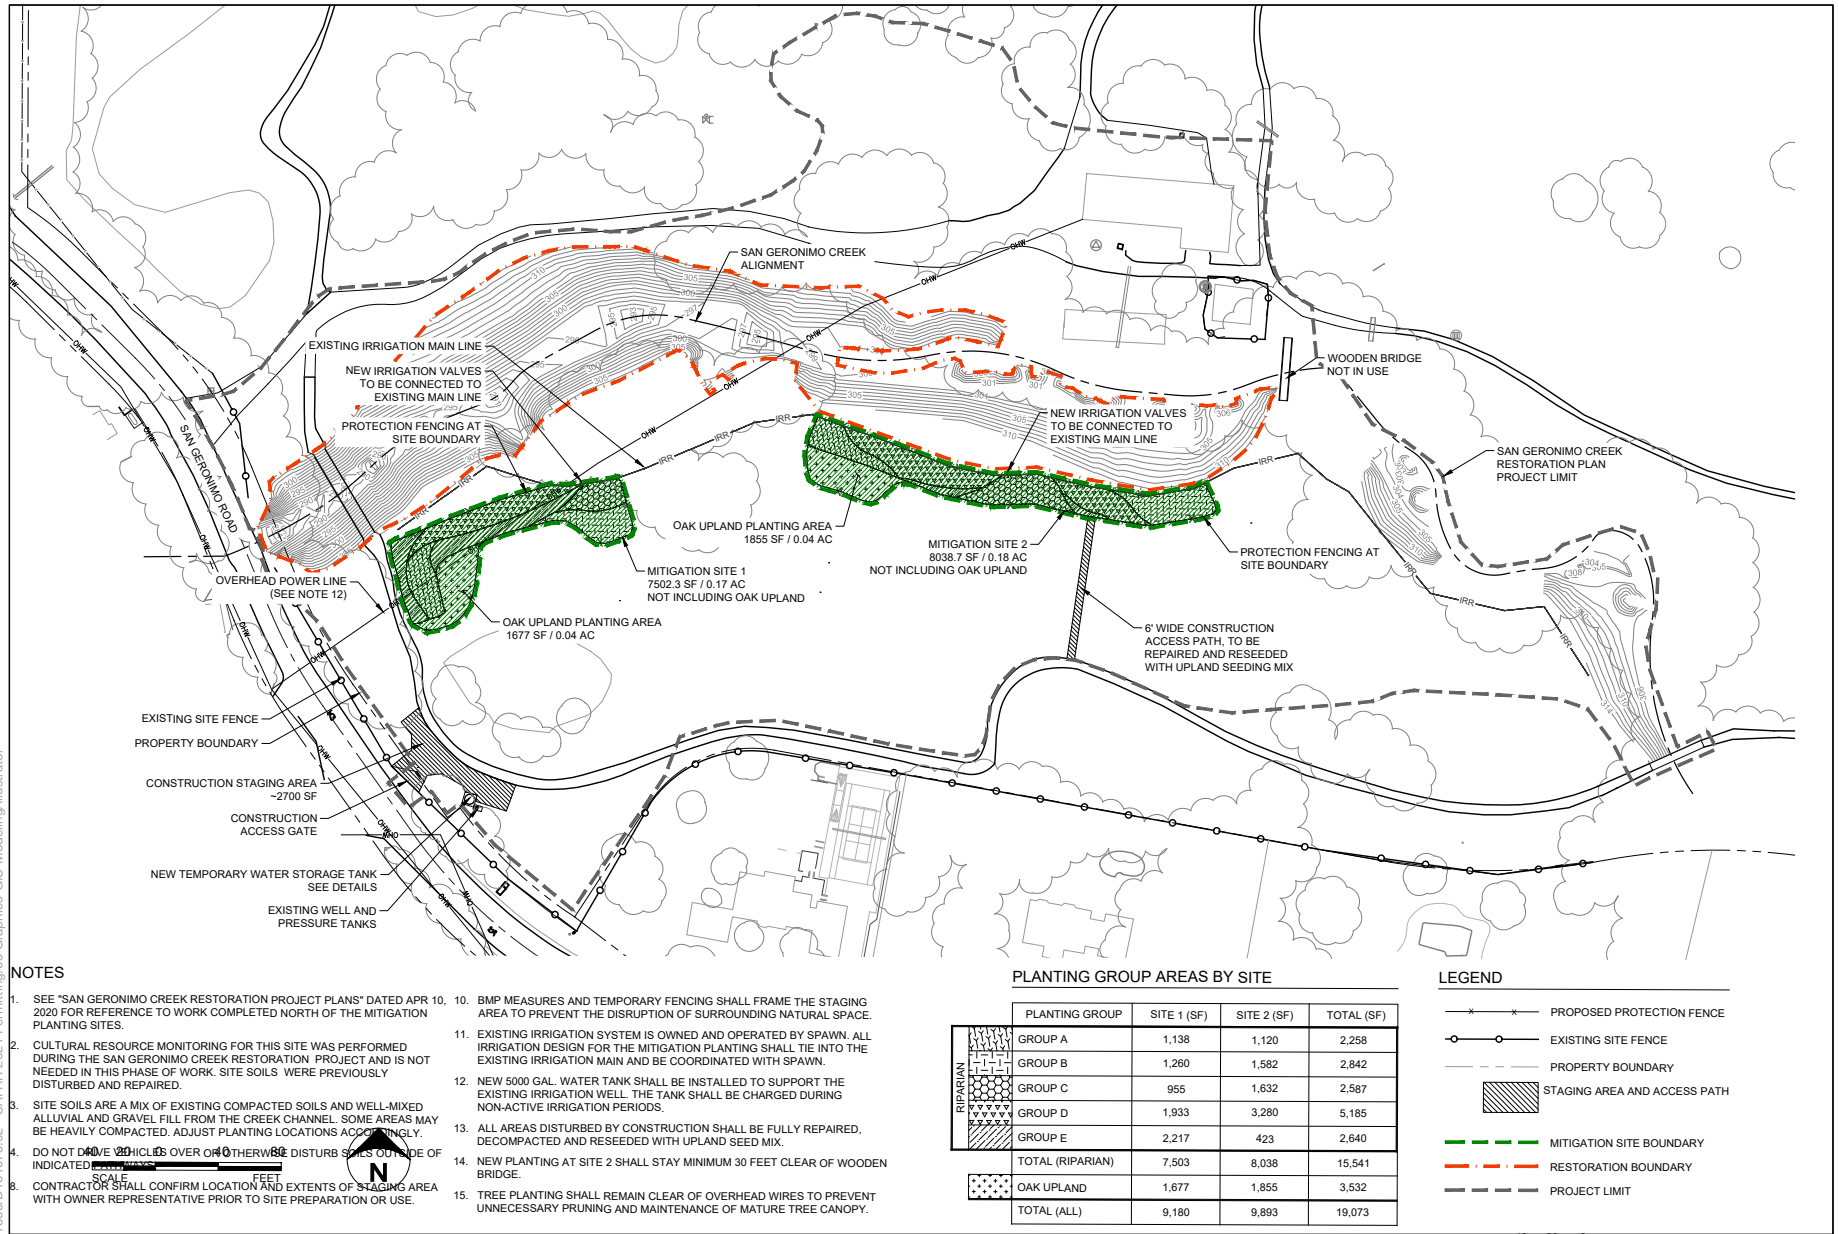 SAN GERONIMO CREEK
ALIGNMENT
EXISTING IRRIGATION MAIN LINE
NEW IRRIGATION VALVES
TO BE CONNECTED TO
EXISTING MAIN LINE
PROTECTION FENCING AT
SITE BOUNDARY
WOODEN BRIDGE
NOT IN USE
NEW IRRIGATION VALVES
TO BE CONNECTED TO
EXISTING MAIN LINE
SAN GERONIMO CREEK
RESTORATION PLAN
PROJECT LIMIT
SAN GERONIMO ROAD
OAK UPLAND PLANTING AREA
1855 SF / 0.04 AC
MITIGATION SITE 2
8038.7 SF / 0.18 AC
NOT INCLUDING OAK UPLAND
PROTECTION FENCING AT
SITE BOUNDARY
MITIGATION SITE 1
7502.3 SF / 0.17 AC
NOT INCLUDING OAK UPLAND
OVERHEAD POWER LINE
(SEE NOTE 12)
OAK UPLAND PLANTING AREA
1677 SF / 0.04 AC
6' WIDE CONSTRUCTION
ACCESS PATH, TO BE
REPAIRED AND RESEEDED
WITH UPLAND SEEDING MIX
EXISTING SITE FENCE
PROPERTY BOUNDARY
CONSTRUCTION STAGING AREA
~2700 SF
CONSTRUCTION
ACCESS GATE
NEW TEMPORARY WATER STORAGE TANK
SEE DETAILS
EXISTING WELL AND
PRESSURE TANKS
OHW
OHW
OHW
OHW
OHW
IRR
IRR
IRR
IRR
IRR
IRR
IRR
310
305
300
305
300
297
305
310
NOTES
1. SEE "SAN GERONIMO CREEK RESTORATION PROJECT PLANS" DATED APR 10,
2020 FOR REFERENCE TO WORK COMPLETED NORTH OF THE MITIGATION
PLANTING SITES.
2. CULTURAL RESOURCE MONITORING FOR THIS SITE WAS PERFORMED
DURING THE SAN GERONIMO CREEK RESTORATION PROJECT AND IS NOT
NEEDED IN THIS PHASE OF WORK. SITE SOILS WERE PREVIOUSLY
DISTURBED AND REPAIRED.
3. SITE SOILS ARE A MIX OF EXISTING COMPACTED SOILS AND WELL-MIXED
ALLUVIAL AND GRAVEL FILL FROM THE CREEK CHANNEL. SOME AREAS MAY
BE HEAVILY COMPACTED. ADJUST PLANTING LOCATIONS ACCORDINGLY.
4. DO NOT DRIVE VEHICLES OVER OR OTHERWISE DISTURB SOILS OUTSIDE OF
INDICATED PATHWAYS.
8. CONTRACTOR SHALL CONFIRM LOCATION AND EXTENTS OF STAGING AREA
WITH OWNER REPRESENTATIVE PRIOR TO SITE PREPARATION OR USE.
40 20 0 40 80
SCALE FEET
N
10. BMP MEASURES AND TEMPORARY FENCING SHALL FRAME THE STAGING
AREA TO PREVENT THE DISRUPTION OF SURROUNDING NATURAL SPACE.
11. EXISTING IRRIGATION SYSTEM IS OWNED AND OPERATED BY SPAWN. ALL
IRRIGATION DESIGN FOR THE MITIGATION PLANTING SHALL TIE INTO THE
EXISTING IRRIGATION MAIN AND BE COORDINATED WITH SPAWN.
12. NEW 5000 GAL. WATER TANK SHALL BE INSTALLED TO SUPPORT THE
EXISTING IRRIGATION WELL. THE TANK SHALL BE CHARGED DURING
NON-ACTIVE IRRIGATION PERIODS.
13. ALL AREAS DISTURBED BY CONSTRUCTION SHALL BE FULLY REPAIRED,
DECOMPACTED AND RESEEDED WITH UPLAND SEED MIX.
14. NEW PLANTING AT SITE 2 SHALL STAY MINIMUM 30 FEET CLEAR OF WOODEN
BRIDGE.
15. TREE PLANTING SHALL REMAIN CLEAR OF OVERHEAD WIRES TO PREVENT
UNNECESSARY PRUNING AND MAINTENANCE OF MATURE TREE CANOPY.
PLANTING GROUP AREAS BY SITE
PLANTING GROUP SITE 1 (SF) SITE 2 (SF) TOTAL (SF)
RIPARIAN
GROUP A 1,138 1,120 2,258
GROUP B 1,260 1,582 2,842
GROUP C 955 1,632 2,587
GROUP D 1,933 3,280 5,185
GROUP E 2,217 423 2,640
TOTAL (RIPARIAN) 7,503 8,038 15,541
OAK UPLAND 1,677 1,855 3,532
TOTAL (ALL) 9,180 9,893 19,073
LEGEND
PROPOSED PROTECTION FENCE
EXISTING SITE FENCE
PROPERTY BOUNDARY
STAGING AREA AND ACCESS PATH
MITIGATION SITE BOUNDARY
RESTORATION BOUNDARY
PROJECT LIMIT